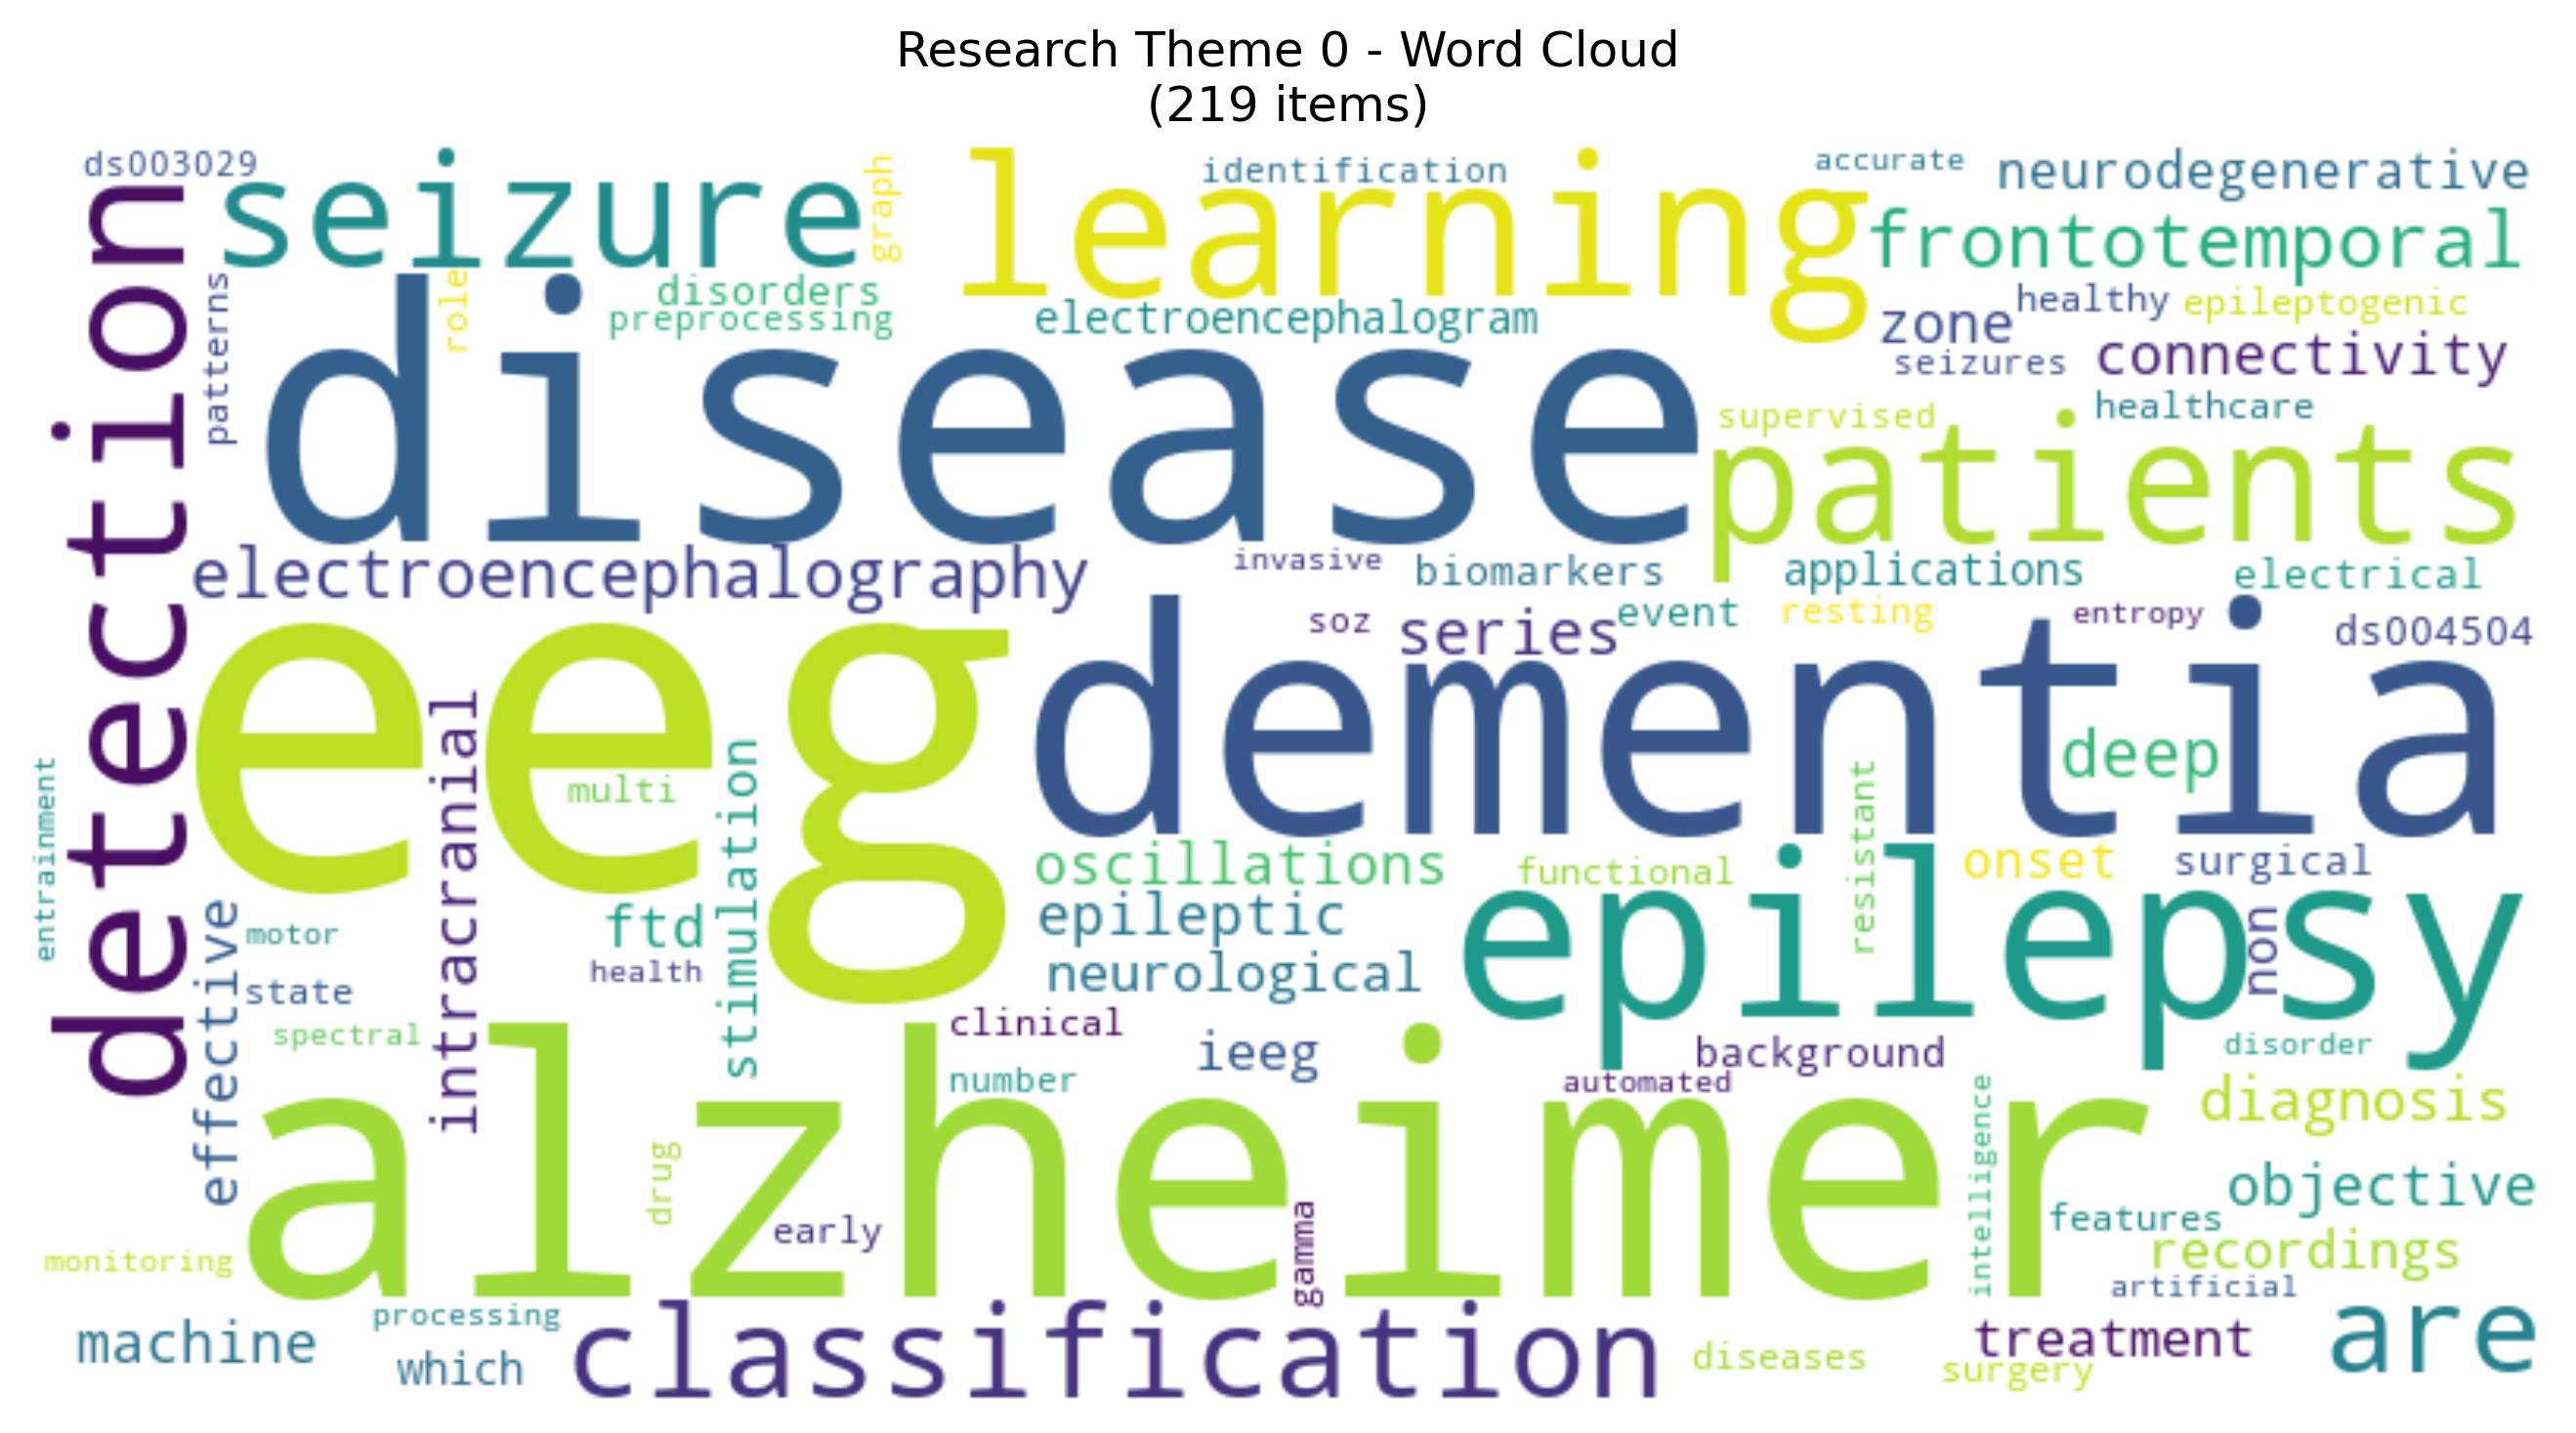 Research Theme 0 - Word Cloud
(219 items)
ds003029
seizure
graph
learning
identification
accurate
neurodegenerative
frontotemporal
detection
patterns
role
disorders
preprocessing
electroencephalogram
zone
healthy
epileptogenic
seizures
connectivity
disease
supervised
healthcare
patients
electroencephalography
invasive
biomarkers
applications
electrical
soz
series
event
resting
entropy
ds004504
eeg
dementia
deep
intracranial
multi
stimulation
entrainment
resistant
oscillations
functional
onset
surgical
epileptic
epilepsy
non
effective
motor
ftd
health
neurological
state
spectral
clinical
ieeg
background
disorder
number
automated
intelligence
diagnosis
alzheimer
drug
early
gamma
objective
features
recordings
monitoring
artificial
processing
machine
which
classification
diseases
treatment
surgery
are